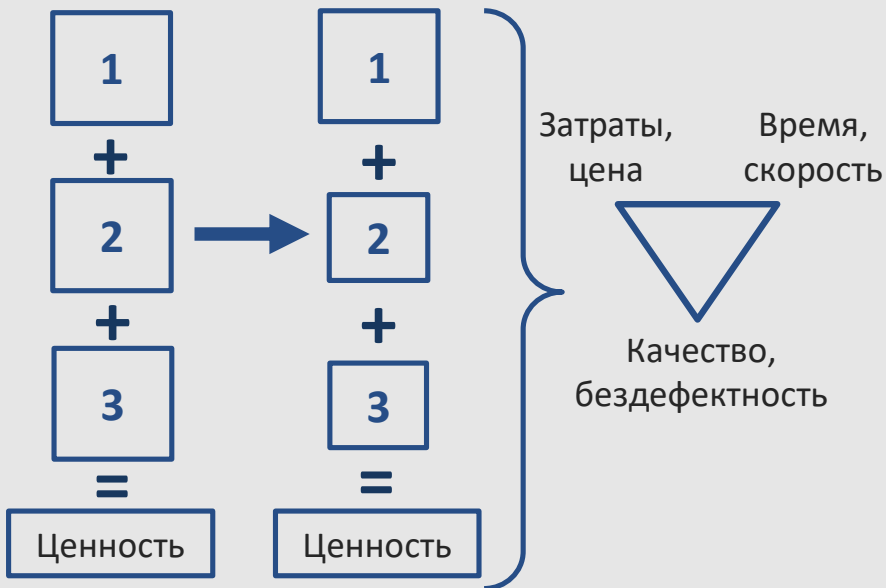 1
+
2
+
3
=
Ценность
1
+
2
+
3
=
Ценность
Затраты,
цена
Время,
скорость
Качество,
бездефектность